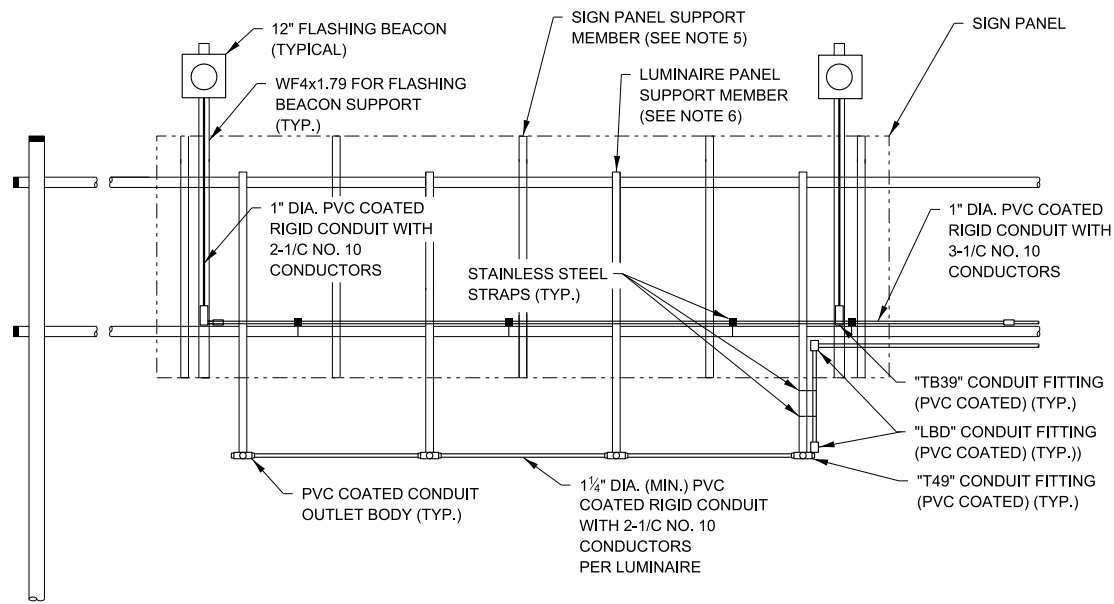 12" FLASHING BEACON
(TYPICAL)
SIGN PANEL SUPPORT
MEMBER (SEE NOTE 5)
SIGN PANEL
WF4x1.79 FOR FLASHING
BEACON SUPPORT
(TYP.)
LUMINAIRE PANEL
SUPPORT MEMBER
(SEE NOTE 6)
1" DIA. PVC COATED
RIGID CONDUIT WITH
2-1/C NO. 10
CONDUCTORS
1" DIA. PVC COATED
RIGID CONDUIT WITH
3-1/C NO. 10
CONDUCTORS
STAINLESS STEEL
STRAPS (TYP.)
"TB39" CONDUIT FITTING
(PVC COATED) (TYP.)
"LBD" CONDUIT FITTING
(PVC COATED) (TYP.))
"T49" CONDUIT FITTING
(PVC COATED) (TYP.)
PVC COATED CONDUIT
OUTLET BODY (TYP.)
1¼" DIA. (MIN.) PVC
COATED RIGID CONDUIT
WITH 2-1/C NO. 10
CONDUCTORS
PER LUMINAIRE